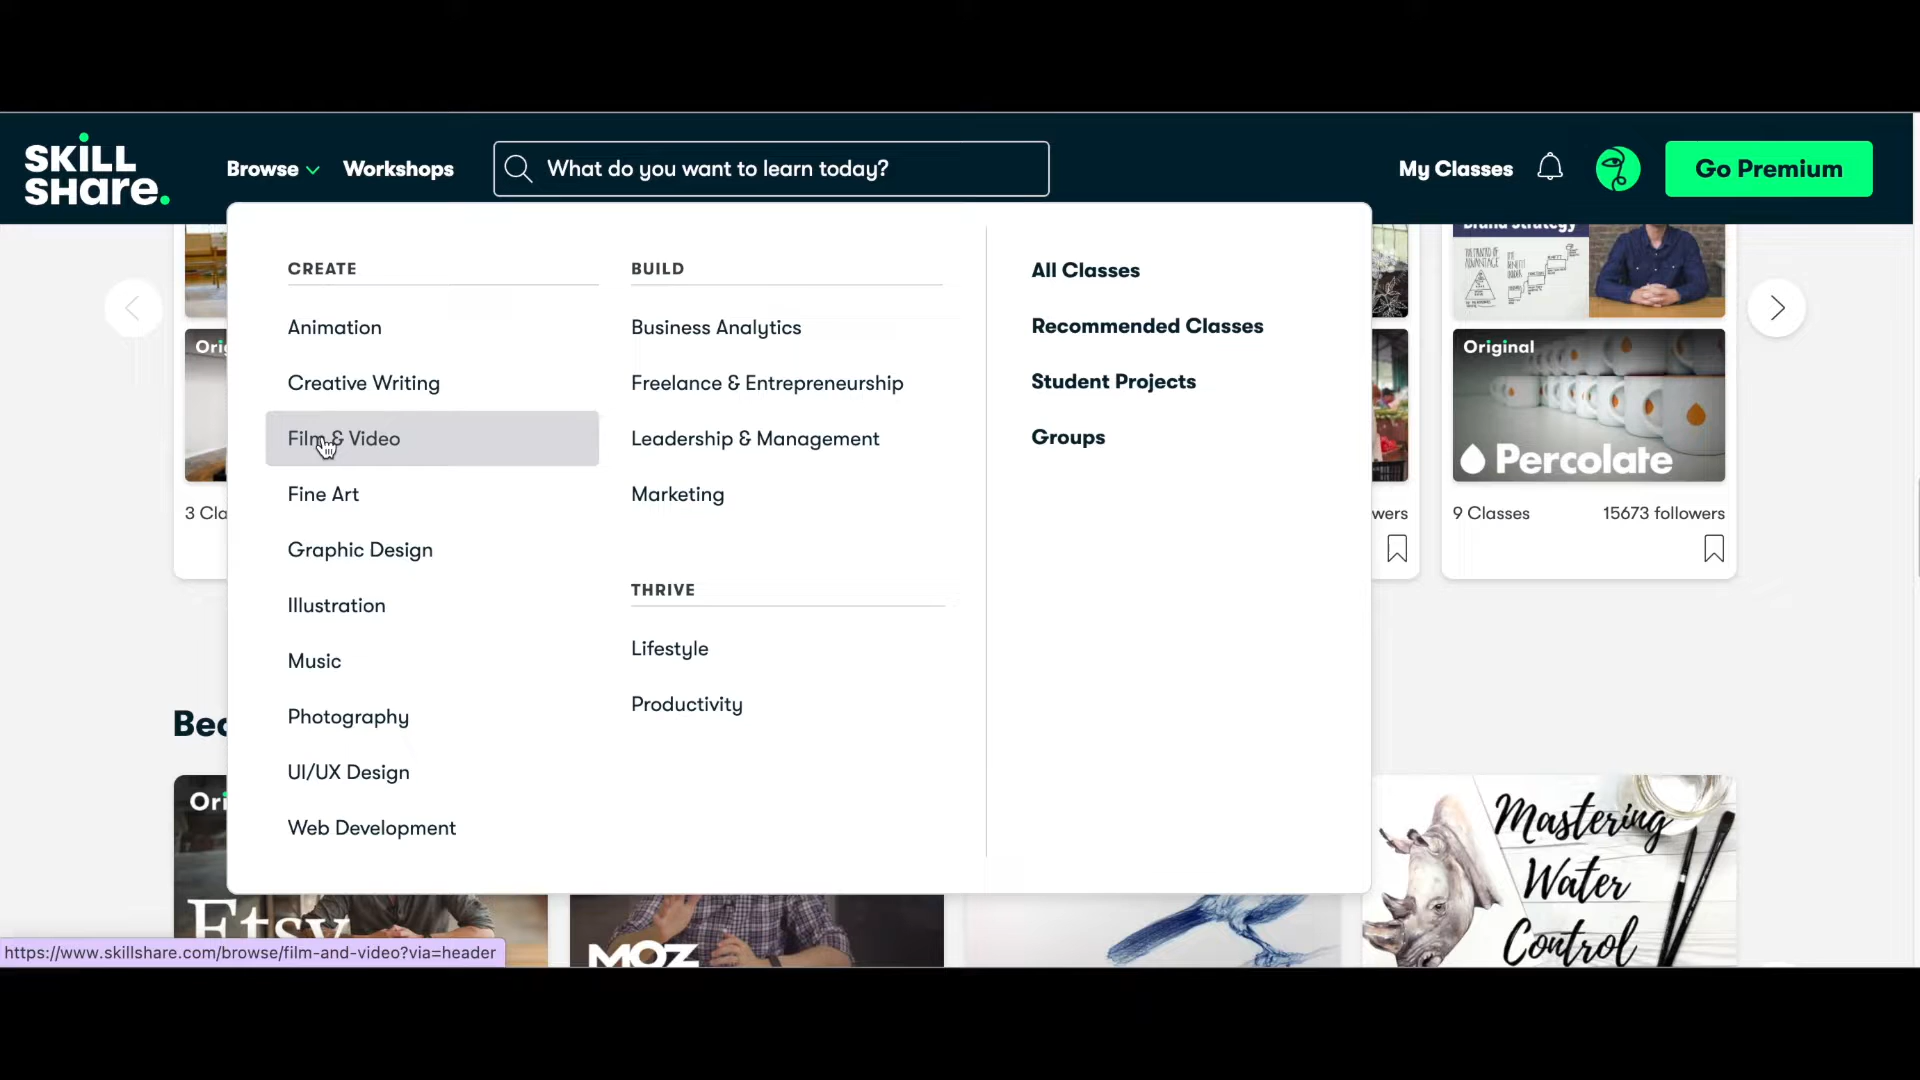 SKILL
SHare.
Browse
Workshops
What do you want to learn today?
My Classes
Go Premium
CREATE
Animation
Creative Writing
Film & Video
Fine Art
Graphic Design
Illustration
Music
Photography
UI/UX Design
Web Development
BUILD
Business Analytics
Freelance & Entrepreneurship
Leadership & Management
Marketing
THRIVE
Lifestyle
Productivity
All Classes
Recommended Classes
Student Projects
Groups
Brand Strategy
Original
Percolate
3 Cla
wers
9 Classes
15673 followers
Bec
Ori
Ori
Etsy
MOZ
Mastering
Water
Control
https://www.skillshare.com/browse/film-and-video?via=header